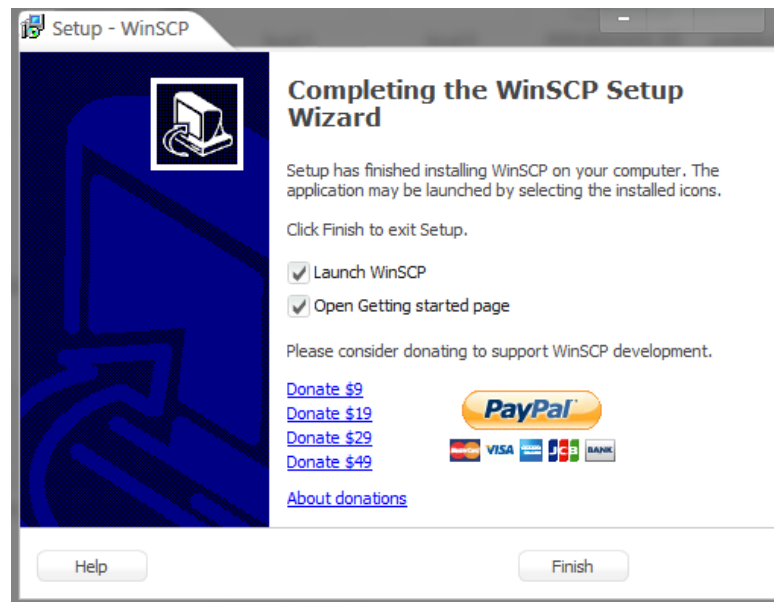 Setup - WinSCP
Completing the WinSCP Setup
Wizard
Setup has finished installing WinSCP on your computer. The
application may be launched by selecting the installed icons.
Click Finish to exit Setup.
Launch WinSCP
Open Getting started page
Please consider donating to support WinSCP development.
Donate $9
Donate $19
Donate $29
Donate $49
PayPal
VISA
JCB
BANK
About donations
Help
Finish